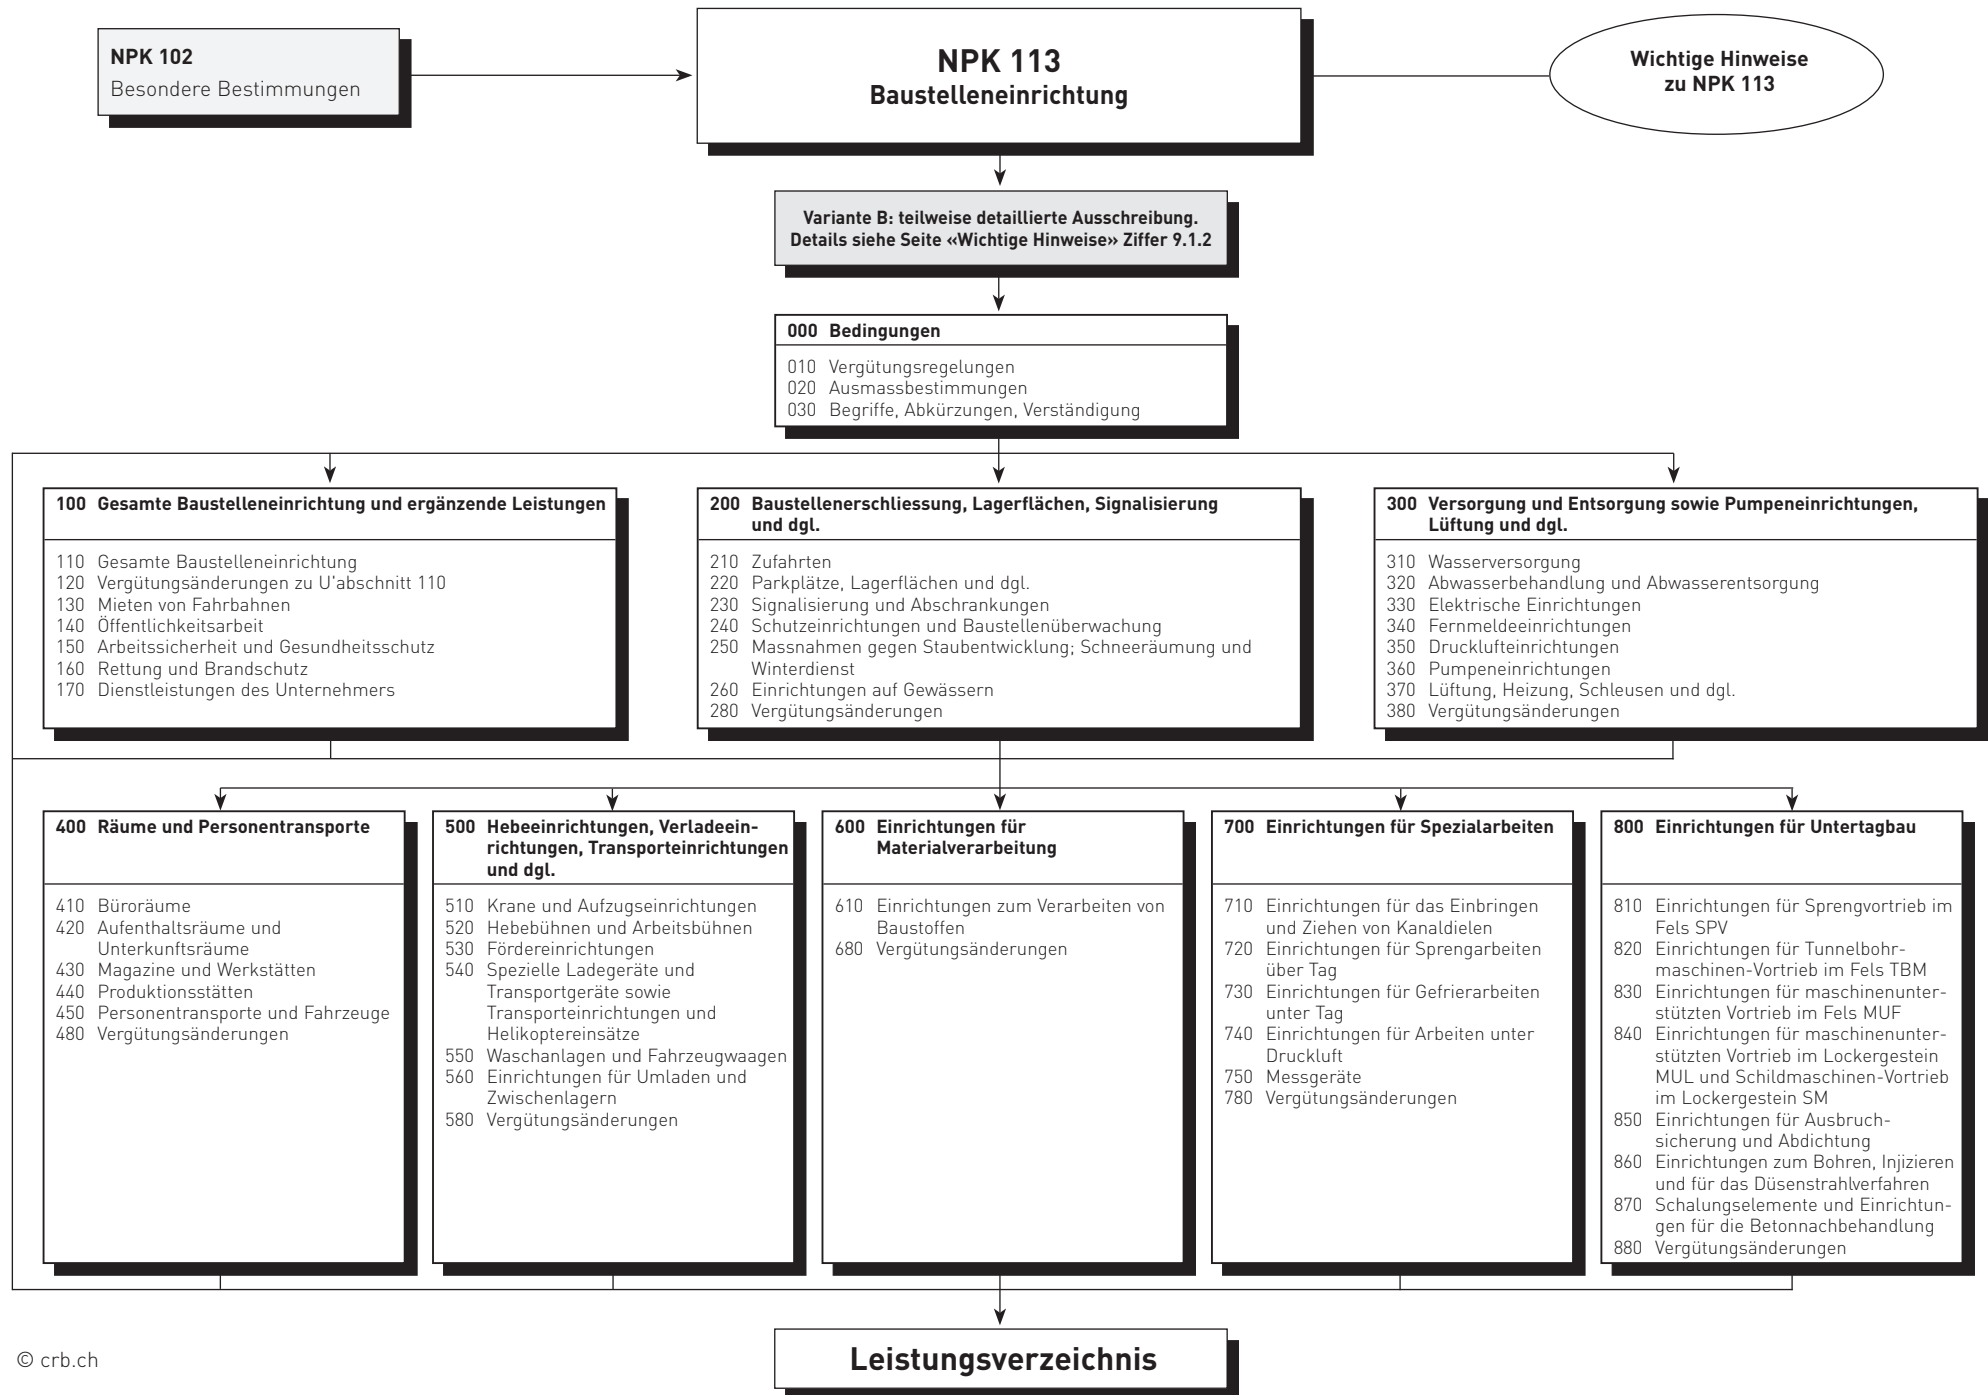 NPK 102
Besondere Bestimmungen
NPK 113
Baustelleneinrichtung
Wichtige Hinweise
zu NPK 113
Variante B: teilweise detaillierte Ausschreibung.
Details siehe Seite «Wichtige Hinweise» Ziffer 9.1.2
000 Bedingungen
010 Vergütungsregelungen
020 Ausmassbestimmungen
030 Begriffe, Abkürzungen, Verständigung
100 Gesamte Baustelleneinrichtung und ergänzende Leistungen
110 Gesamte Baustelleneinrichtung
120 Vergütungsänderungen zu U'abschnitt 110
130 Mieten von Fahrbahnen
140 Öffentlichkeitsarbeit
150 Arbeitssicherheit und Gesundheitsschutz
160 Rettung und Brandschutz
170 Dienstleistungen des Unternehmers
200 Baustellenerschliessung, Lagerflächen, Signalisierung
und dgl.
210 Zufahrten
220 Parkplätze, Lagerflächen und dgl.
230 Signalisierung und Abschrankungen
240 Schutzeinrichtungen und Baustellenüberwachung
250 Massnahmen gegen Staubentwicklung; Schneeräumung und
Winterdienst
260 Einrichtungen auf Gewässern
280 Vergütungsänderungen
300 Versorgung und Entsorgung sowie Pumpeneinrichtungen,
Lüftung und dgl.
310 Wasserversorgung
320 Abwasserbehandlung und Abwasserentsorgung
330 Elektrische Einrichtungen
340 Fernmeldeeinrichtungen
350 Drucklufteinrichtungen
360 Pumpeneinrichtungen
370 Lüftung, Heizung, Schleusen und dgl.
380 Vergütungsänderungen
400 Räume und Personentransporte
410 Büroräume
420 Aufenthaltsräume und
Unterkunftsräume
430 Magazine und Werkstätten
440 Produktionsstätten
450 Personentransporte und Fahrzeuge
480 Vergütungsänderungen
500 Hebeeinrichtungen, Verladeein-
richtungen, Transporteinrichtungen
und dgl.
510 Krane und Aufzugseinrichtungen
520 Hebebühnen und Arbeitsbühnen
530 Fördereinrichtungen
540 Spezielle Ladegeräte und
Transportgeräte sowie
Transporteinrichtungen und
Helikoptereinsätze
550 Waschanlagen und Fahrzeugwaagen
560 Einrichtungen für Umladen und
Zwischenlagern
580 Vergütungsänderungen
600 Einrichtungen für
Materialverarbeitung
610 Einrichtungen zum Verarbeiten von
Baustoffen
680 Vergütungsänderungen
700 Einrichtungen für Spezialarbeiten
710 Einrichtungen für das Einbringen
und Ziehen von Kanaldielen
720 Einrichtungen für Sprengarbeiten
über Tag
730 Einrichtungen für Gefrierarbeiten
unter Tag
740 Einrichtungen für Arbeiten unter
Druckluft
750 Messgeräte
780 Vergütungsänderungen
800 Einrichtungen für Untertagbau
810 Einrichtungen für Sprengvortrieb im
Fels SPV
820 Einrichtungen für Tunnelbohr-
maschinen-Vortrieb im Fels TBM
830 Einrichtungen für maschinenunter-
stützten Vortrieb im Fels MUF
840 Einrichtungen für maschinenunter-
stützten Vortrieb im Lockergestein
MUL und Schildmaschinen-Vortrieb
im Lockergestein SM
850 Einrichtungen für Ausbruch-
sicherung und Abdichtung
860 Einrichtungen zum Bohren, Injizieren
und für das Düsenstrahlverfahren
870 Schalungselemente und Einrichtun-
gen für die Betonnachbehandlung
880 Vergütungsänderungen
Leistungsverzeichnis
© crb.ch